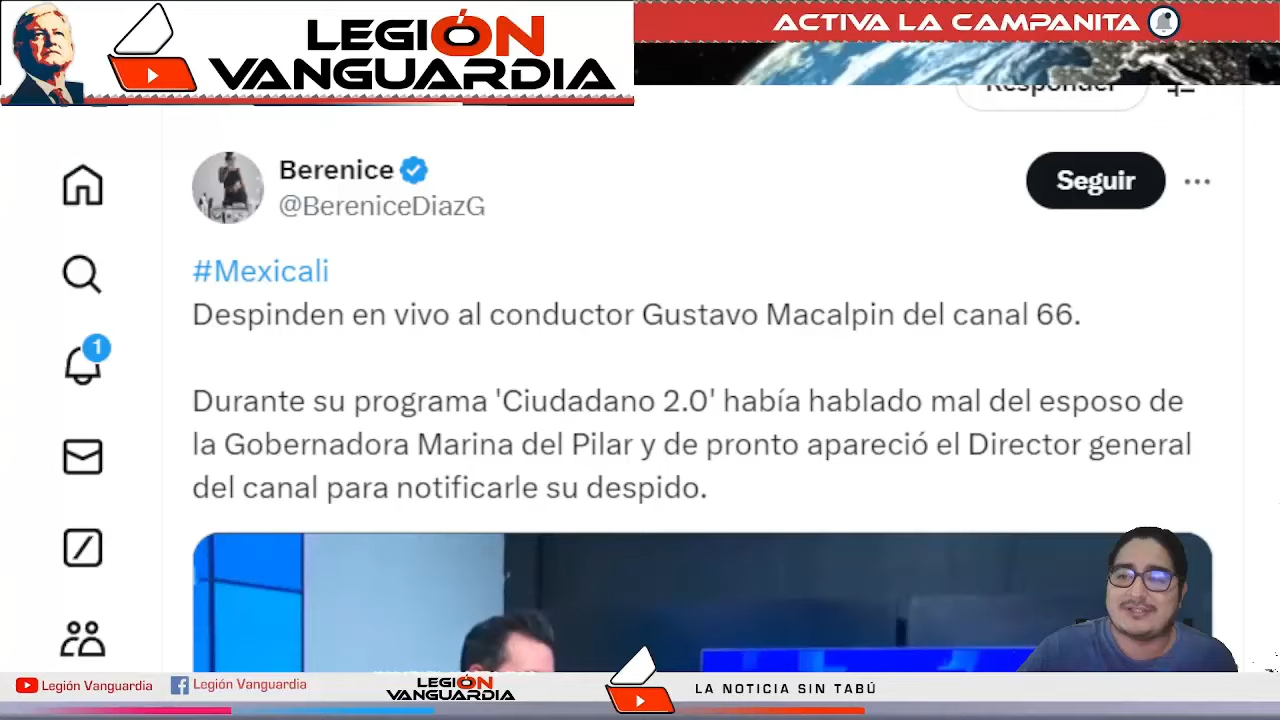 LEGIÓN
VANGUARDIA
ACTIVA LA CAMPANITA
Responder
Berenice
@BereniceDiazG
Seguir
#Mexicali
Despinden en vivo al conductor Gustavo Macalpin del canal 66.
1
Durante su programa 'Ciudadano 2.0' había hablado mal del esposo de
la Gobernadora Marina del Pilar y de pronto apareció el Director general
del canal para notificarle su despido.
Legión Vanguardia
Legión Vanguardia
LEGIÓN
VANGUARDIA
LA NOTICIA SIN TABÚ